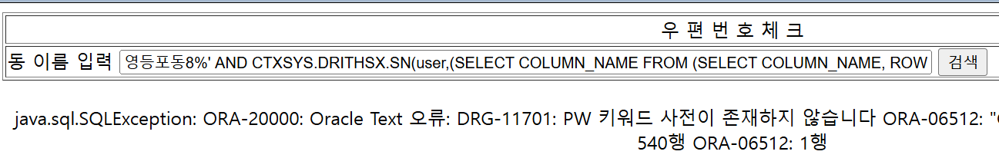 우 편 번 호 체 크
동 이름 입력 영등포동8%' AND CTXSYS.DRITHSX.SN(user,(SELECT COLUMN_NAME FROM (SELECT COLUMN_NAME, ROW 검색
java.sql.SQLException: ORA-20000: Oracle Text 오류: DRG-11701: PW 키워드 사전이 존재하지 않습니다 ORA-06512: "
540행 ORA-06512: 1행